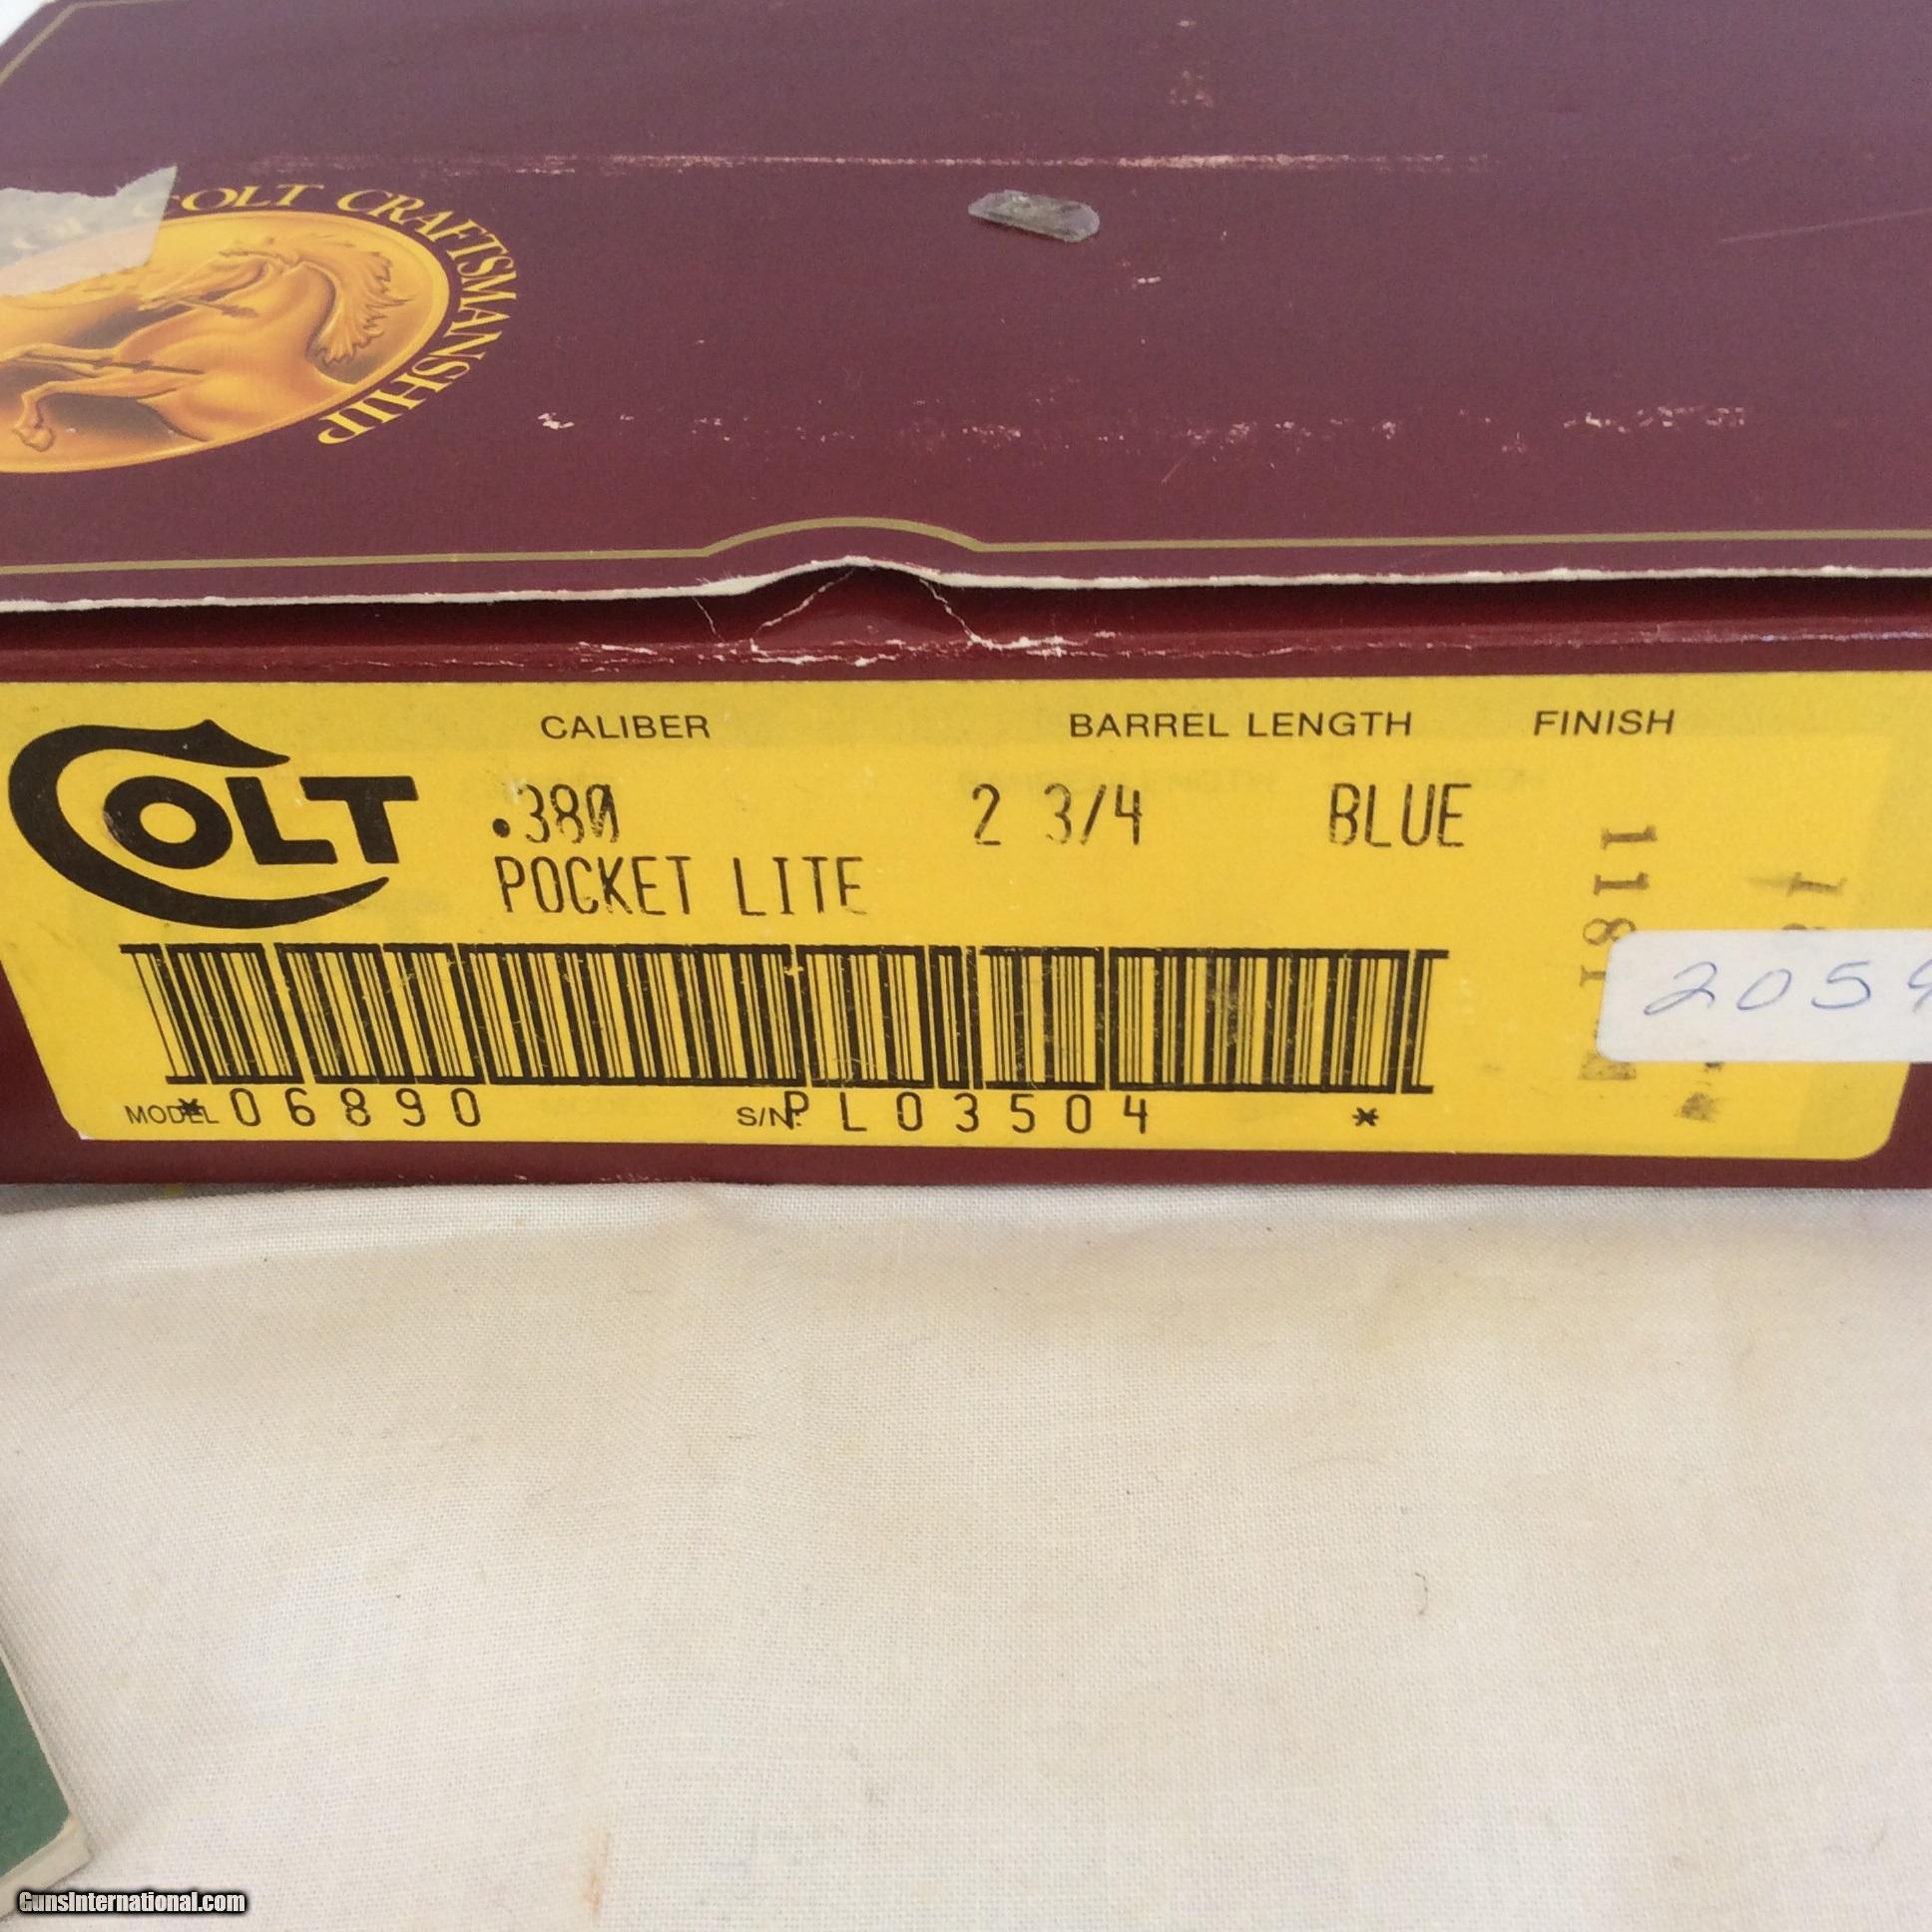 COLT CRAFTSMANSHIP
COLT
CALIBER BARREL LENGTH FINISH
.380 2 3/4 BLUE
POCKET LITE
MODEL *06890 S/N PL03504 *
1181
2059
GunsInternational.com